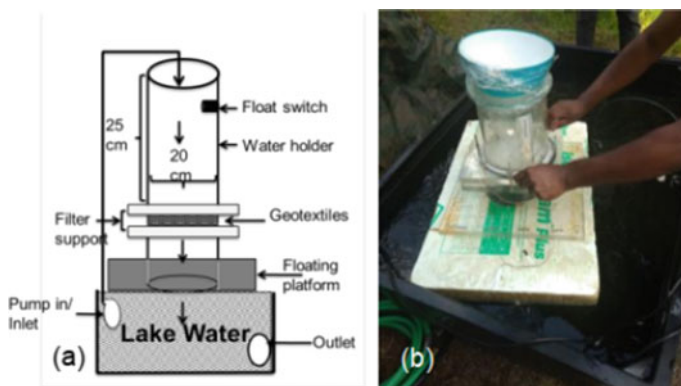 25
cm
20
cm
Float switch
Water holder
Filter
support
Geotextiles
Floating
platform
Pump in/
Inlet
Lake Water
Outlet
(a)
(b)